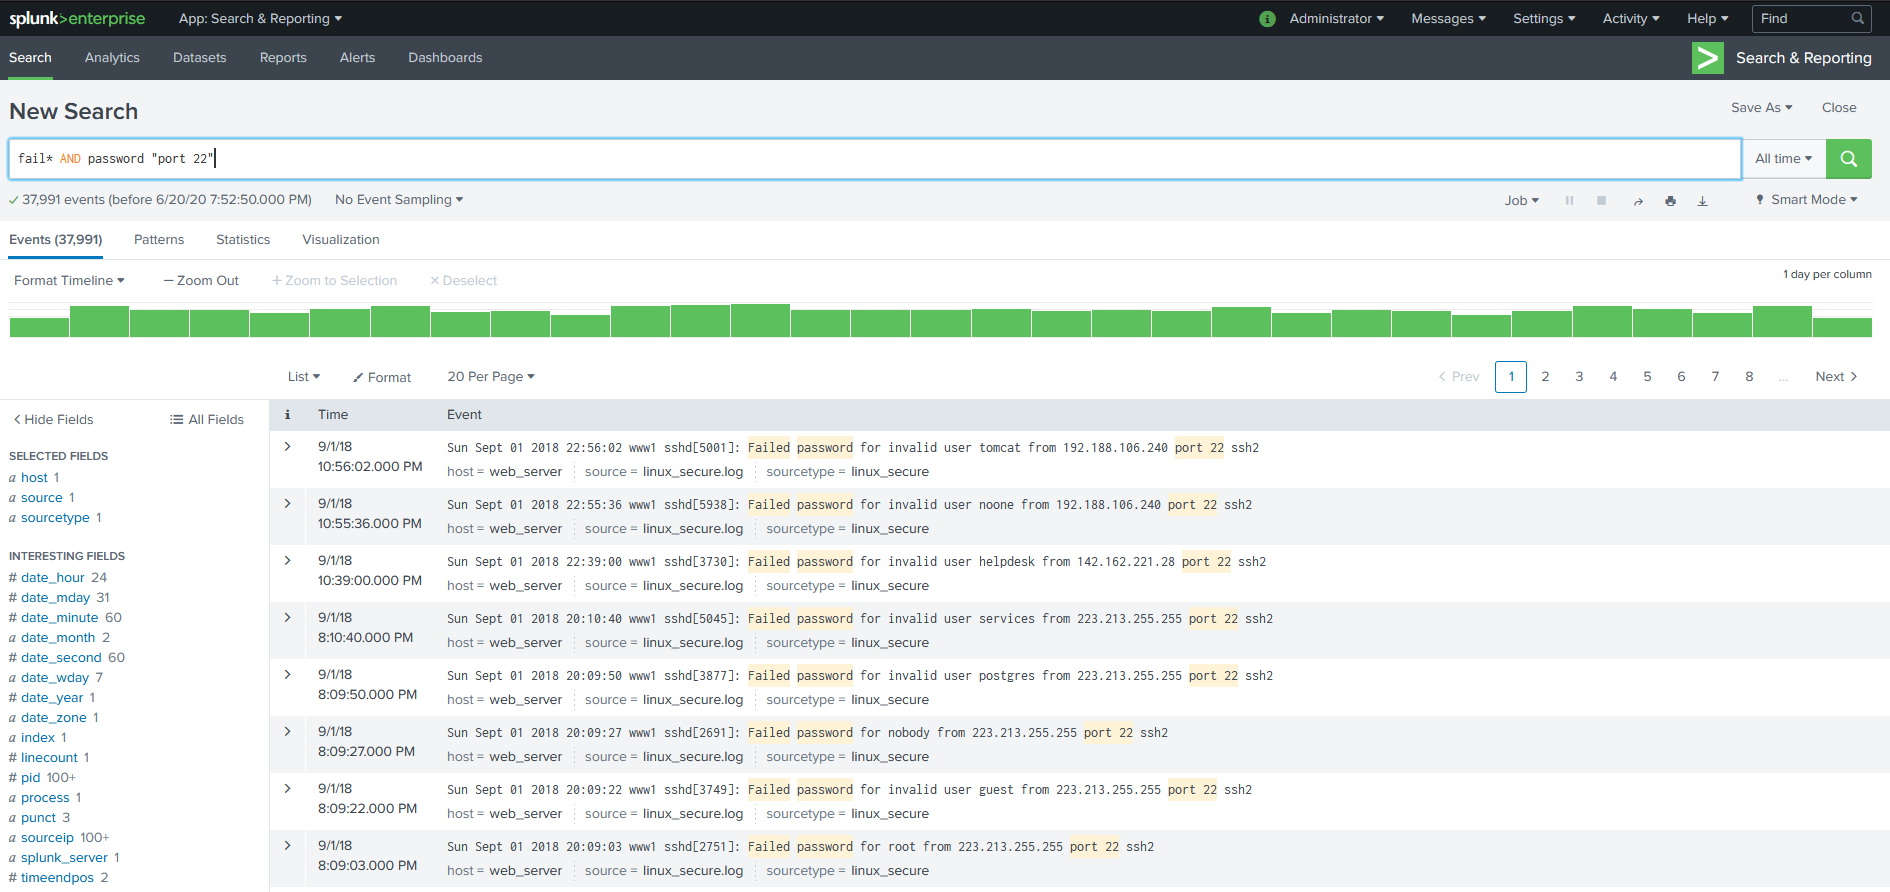 splunk>enterprise App: Search & Reporting i Administrator Messages Settings Activity Help Find
Search Analytics Datasets Reports Alerts Dashboards > Search & Reporting
New Search Save As Close
fail* AND password "port 22" All time
37,991 events (before 6/20/20 7:52:50.000 PM) No Event Sampling Job Smart Mode
Events (37,991) Patterns Statistics Visualization
Format Timeline — Zoom Out + Zoom to Selection × Deselect 1 day per column
List Format 20 Per Page < Prev 1 2 3 4 5 6 7 8 ... Next >
< Hide Fields All Fields
SELECTED FIELDS
a host 1
a source 1
a sourcetype 1
INTERESTING FIELDS
# date_hour 24
# date_mday 31
# date_minute 60
a date_month 2
# date_second 60
a date_wday 7
# date_year 1
a date_zone 1
a index 1
# linecount 1
# pid 100+
a process 1
a punct 3
a sourceip 100+
a splunk_server 1
# timeendpos 2
i Time Event
> 9/1/18 Sun Sept 01 2018 22:56:02 www1 sshd[5001]: Failed password for invalid user tomcat from 192.188.106.240 port 22 ssh2
10:56:02.000 PM host = web_server source = linux_secure.log sourcetype = linux_secure
> 9/1/18 Sun Sept 01 2018 22:55:36 www1 sshd[5938]: Failed password for invalid user noone from 192.188.106.240 port 22 ssh2
10:55:36.000 PM host = web_server source = linux_secure.log sourcetype = linux_secure
> 9/1/18 Sun Sept 01 2018 22:39:00 www1 sshd[3730]: Failed password for invalid user helpdesk from 142.162.221.28 port 22 ssh2
10:39:00.000 PM host = web_server source = linux_secure.log sourcetype = linux_secure
> 9/1/18 Sun Sept 01 2018 20:10:40 www1 sshd[5045]: Failed password for invalid user services from 223.213.255.255 port 22 ssh2
8:10:40.000 PM host = web_server source = linux_secure.log sourcetype = linux_secure
> 9/1/18 Sun Sept 01 2018 20:09:50 www1 sshd[3877]: Failed password for invalid user postgres from 223.213.255.255 port 22 ssh2
8:09:50.000 PM host = web_server source = linux_secure.log sourcetype = linux_secure
> 9/1/18 Sun Sept 01 2018 20:09:27 www1 sshd[2691]: Failed password for nobody from 223.213.255.255 port 22 ssh2
8:09:27.000 PM host = web_server source = linux_secure.log sourcetype = linux_secure
> 9/1/18 Sun Sept 01 2018 20:09:22 www1 sshd[3749]: Failed password for invalid user guest from 223.213.255.255 port 22 ssh2
8:09:22.000 PM host = web_server source = linux_secure.log sourcetype = linux_secure
> 9/1/18 Sun Sept 01 2018 20:09:03 www1 sshd[2751]: Failed password for root from 223.213.255.255 port 22 ssh2
8:09:03.000 PM host = web_server source = linux_secure.log sourcetype = linux_secure